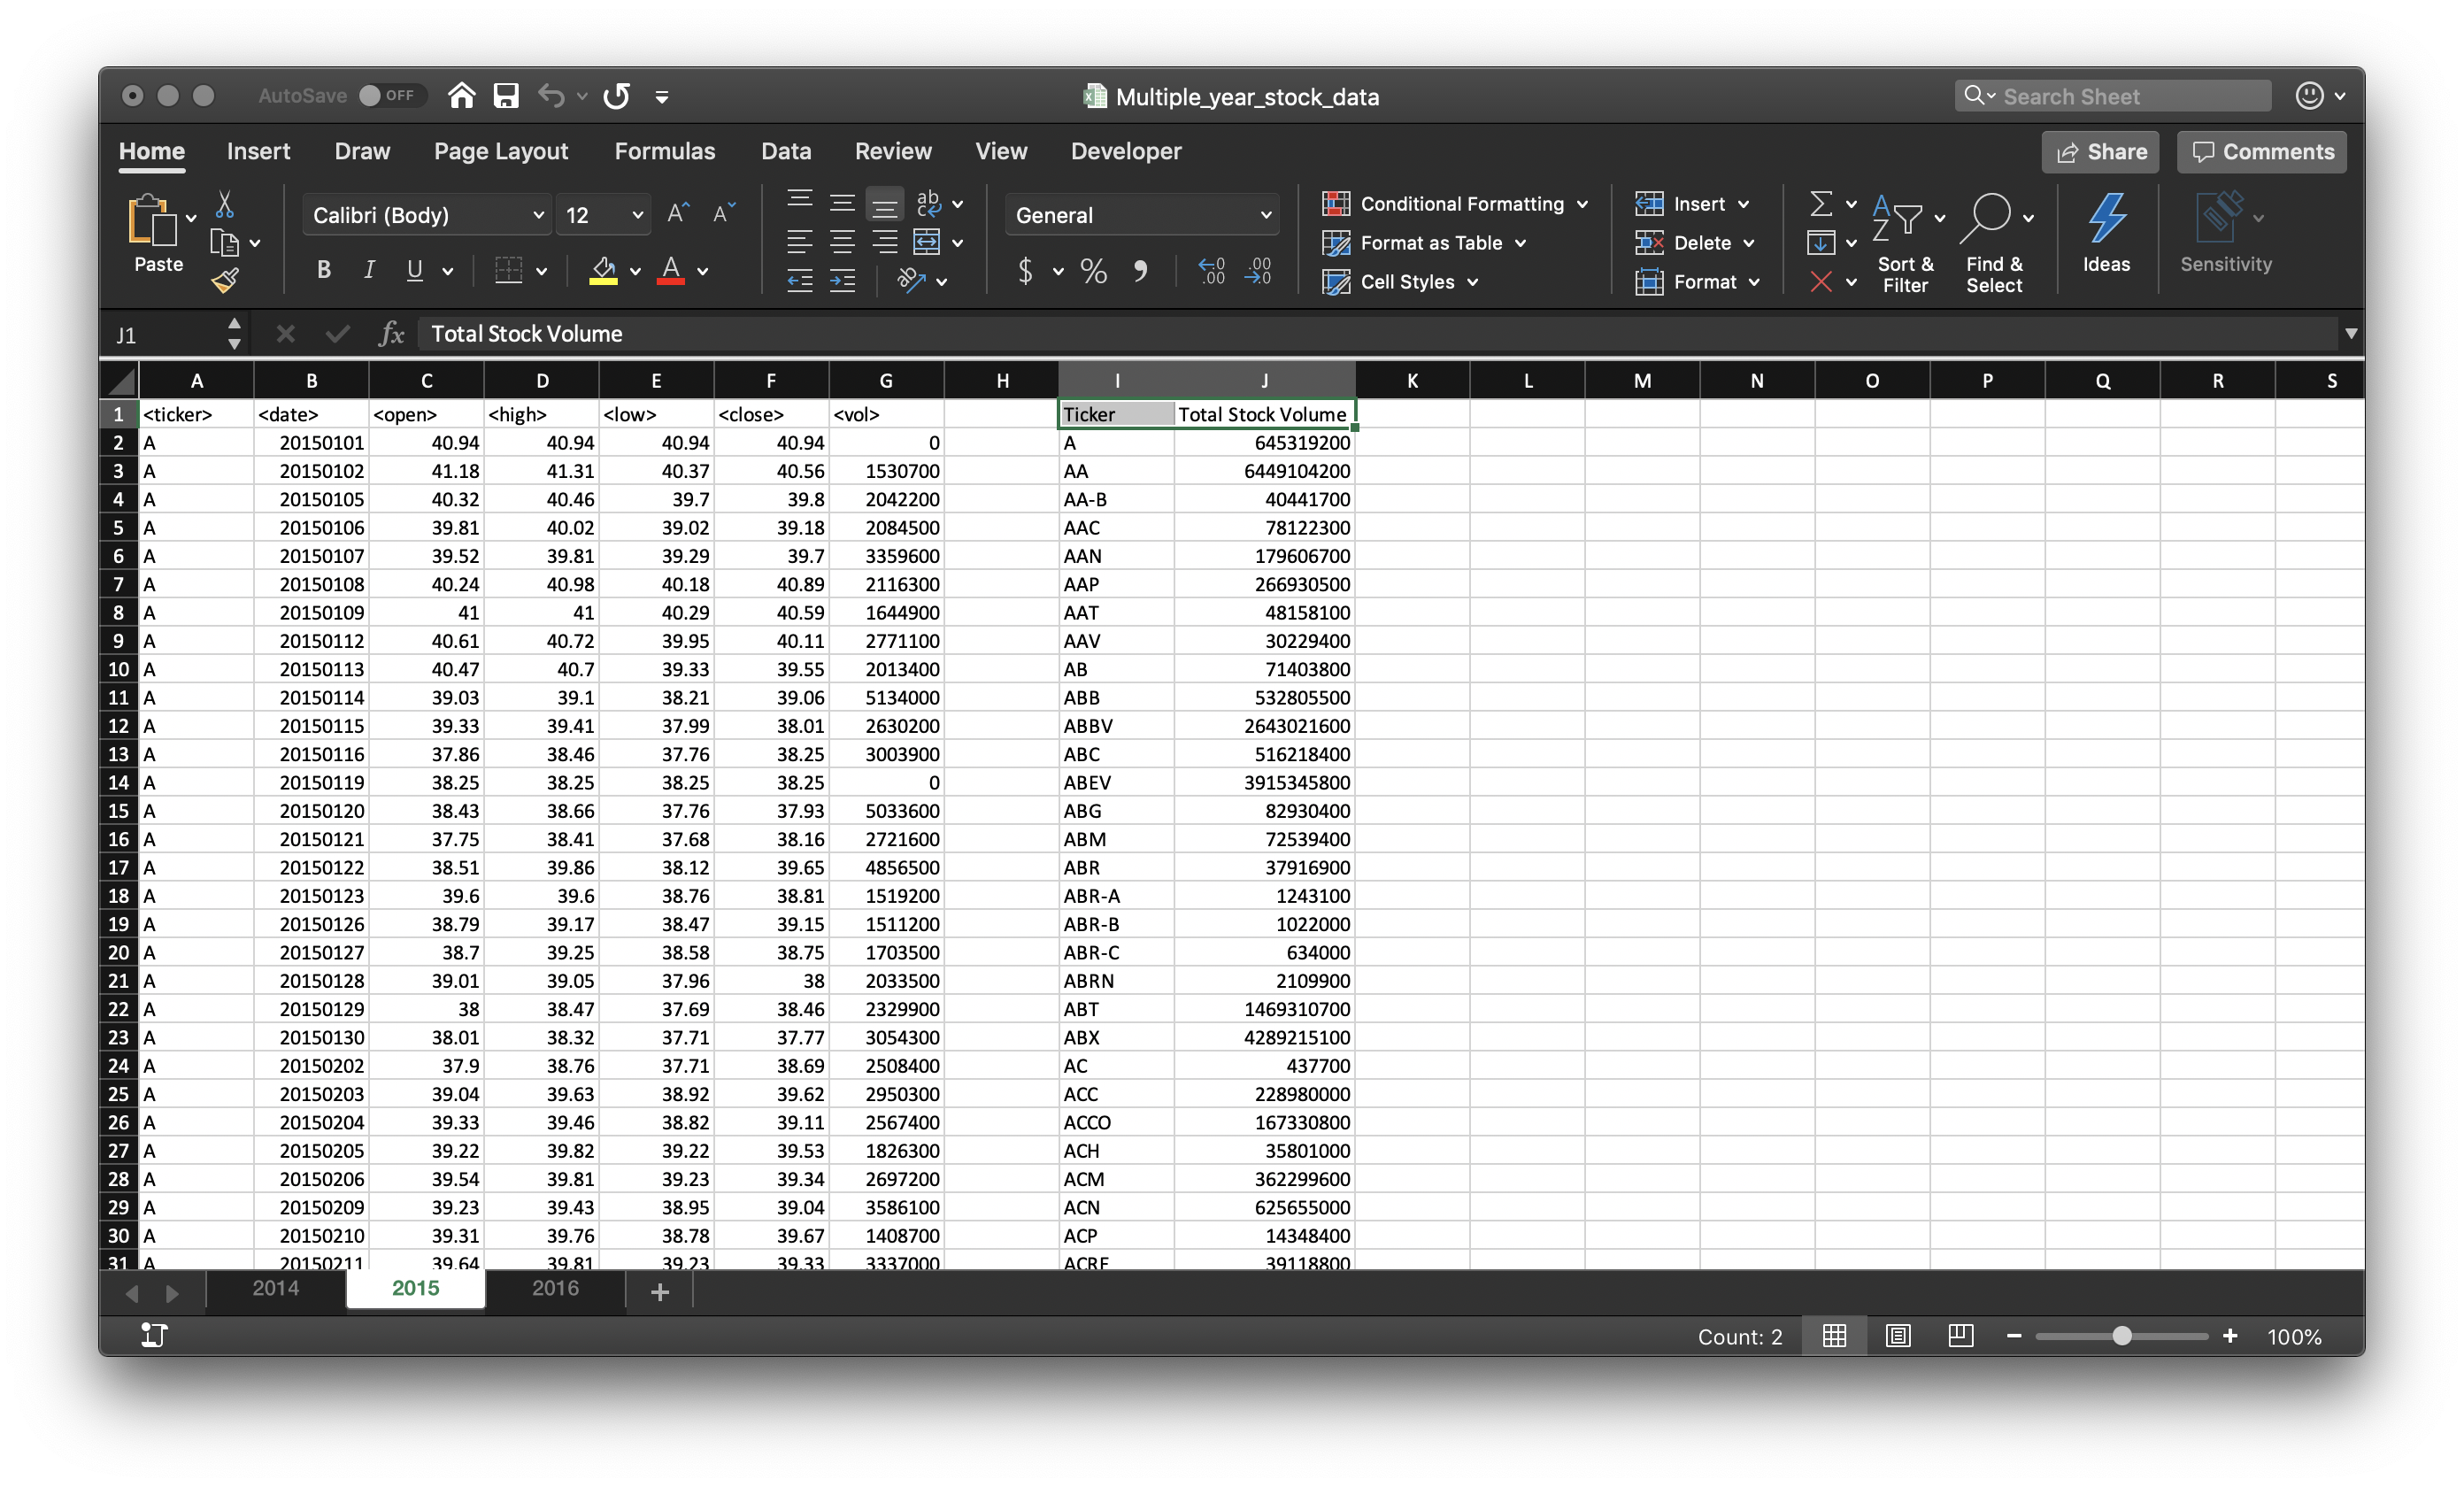 AutoSave OFF Multiple_year_stock_data Search Sheet
Home Insert Draw Page Layout Formulas Data Review View Developer Share Comments
Paste Calibri (Body) 12 A A ab c General Conditional Formatting Insert Σ A Z
Format as Table Delete Sort & Filter Find & Select Ideas Sensitivity
B I U A $ % , .0 .00 .00 .0 Cell Styles Format
J1 fx Total Stock Volume
A B C D E F G H I J K L M N O P Q R S
1 <ticker> <date> <open> <high> <low> <close> <vol> Ticker Total Stock Volume
2 A 20150101 40.94 40.94 40.94 40.94 0 A 645319200
3 A 20150102 41.18 41.31 40.37 40.56 1530700 AA 6449104200
4 A 20150105 40.32 40.46 39.7 39.8 2042200 AA-B 40441700
5 A 20150106 39.81 40.02 39.02 39.18 2084500 AAC 78122300
6 A 20150107 39.52 39.81 39.29 39.7 3359600 AAN 179606700
7 A 20150108 40.24 40.98 40.18 40.89 2116300 AAP 266930500
8 A 20150109 41 41 40.29 40.59 1644900 AAT 48158100
9 A 20150112 40.61 40.72 39.95 40.11 2771100 AAV 30229400
10 A 20150113 40.47 40.7 39.33 39.55 2013400 AB 71403800
11 A 20150114 39.03 39.1 38.21 39.06 5134000 ABB 532805500
12 A 20150115 39.33 39.41 37.99 38.01 2630200 ABBV 2643021600
13 A 20150116 37.86 38.46 37.76 38.25 3003900 ABC 516218400
14 A 20150119 38.25 38.25 38.25 38.25 0 ABEV 3915345800
15 A 20150120 38.43 38.66 37.76 37.93 5033600 ABG 82930400
16 A 20150121 37.75 38.41 37.68 38.16 2721600 ABM 72539400
17 A 20150122 38.51 39.86 38.12 39.65 4856500 ABR 37916900
18 A 20150123 39.6 39.6 38.76 38.81 1519200 ABR-A 1243100
19 A 20150126 38.79 39.17 38.47 39.15 1511200 ABR-B 1022000
20 A 20150127 38.7 39.25 38.58 38.75 1703500 ABR-C 634000
21 A 20150128 39.01 39.05 37.96 38 2033500 ABRN 2109900
22 A 20150129 38 38.47 37.69 38.46 2329900 ABT 1469310700
23 A 20150130 38.01 38.32 37.71 37.77 3054300 ABX 4289215100
24 A 20150202 37.9 38.76 37.71 38.69 2508400 AC 437700
25 A 20150203 39.04 39.63 38.92 39.62 2950300 ACC 228980000
26 A 20150204 39.33 39.46 38.82 39.11 2567400 ACCO 167330800
27 A 20150205 39.22 39.82 39.22 39.53 1826300 ACH 35801000
28 A 20150206 39.54 39.81 39.23 39.34 2697200 ACM 362299600
29 A 20150209 39.23 39.43 38.95 39.04 3586100 ACN 625655000
30 A 20150210 39.31 39.76 38.78 39.67 1408700 ACP 14348400
31 A 20150211 39.64 39.81 39.23 39.33 3337000 ACRE 39118800
2014 2015 2016 +
Count: 2 100%